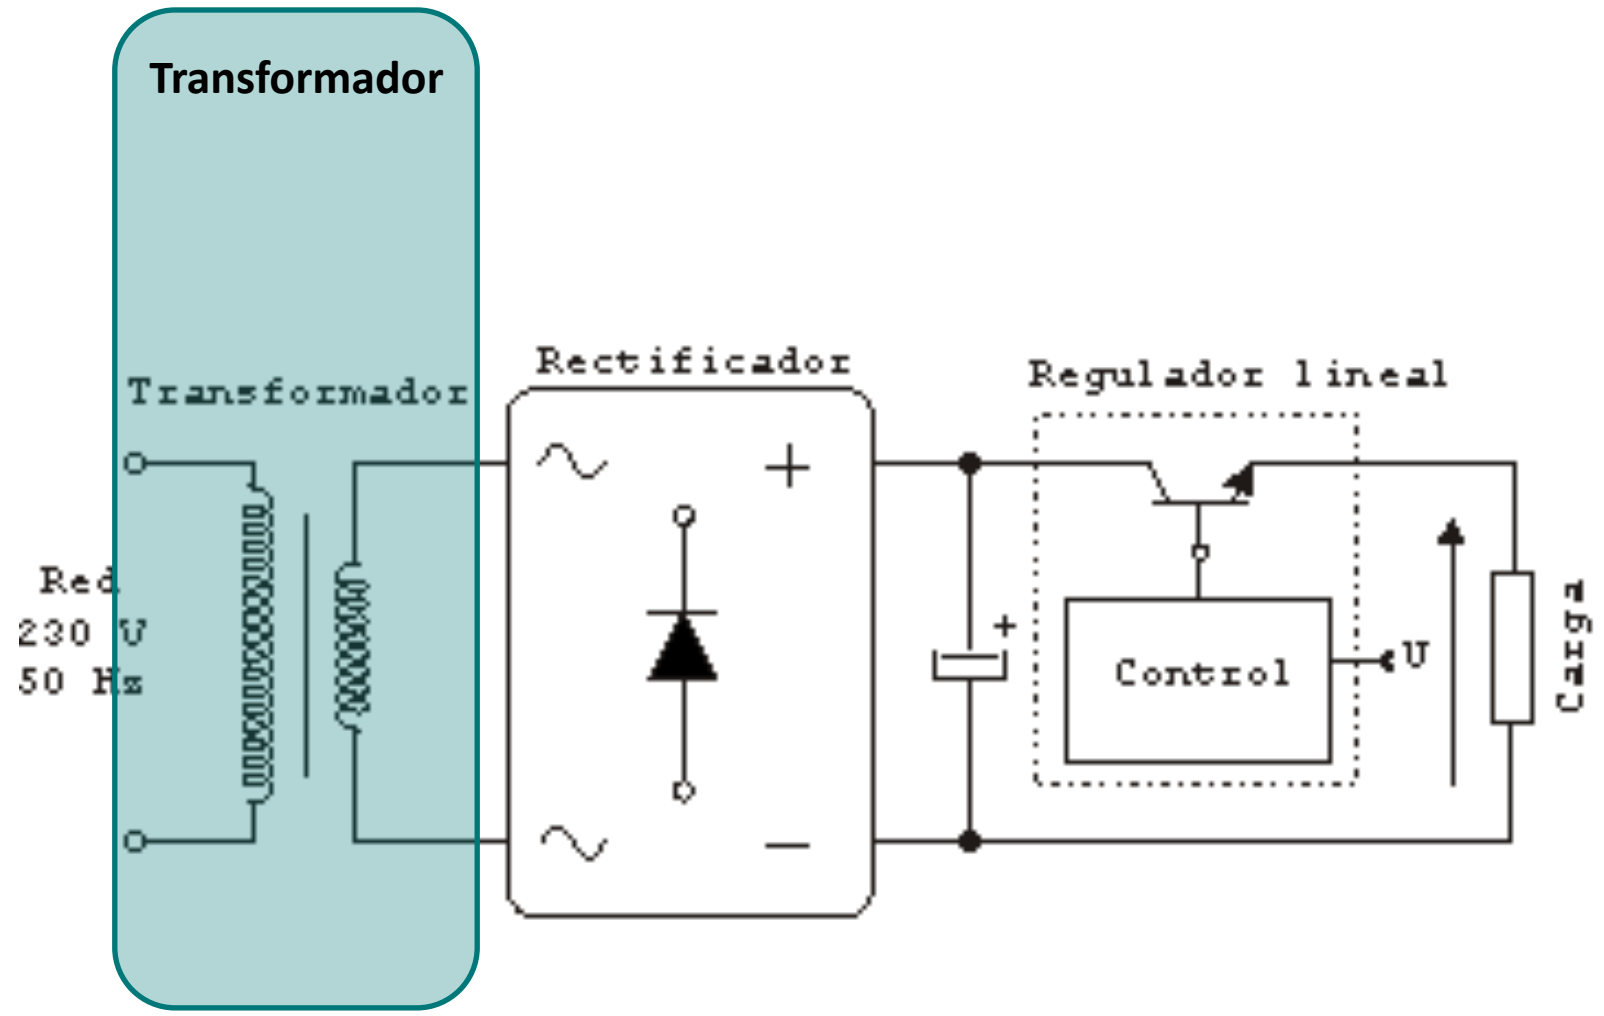 Transformador
Transformador
Red
230 V
50 Hz
Rectificador
+
−
+
Regulador lineal
Control
U
Carga